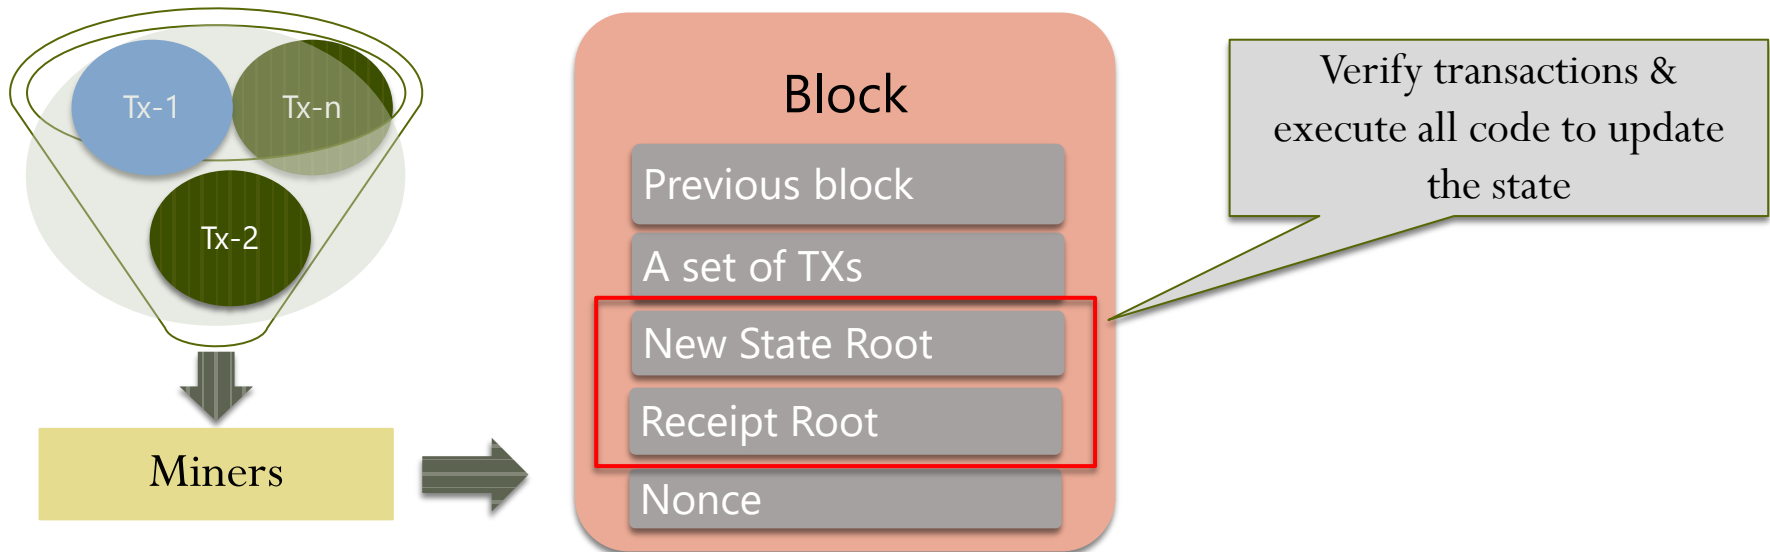 Tx-1
Tx-n
Tx-2
Miners
Block
Previous block
A set of TXs
New State Root
Receipt Root
Nonce
Verify transactions &
execute all code to update
the state